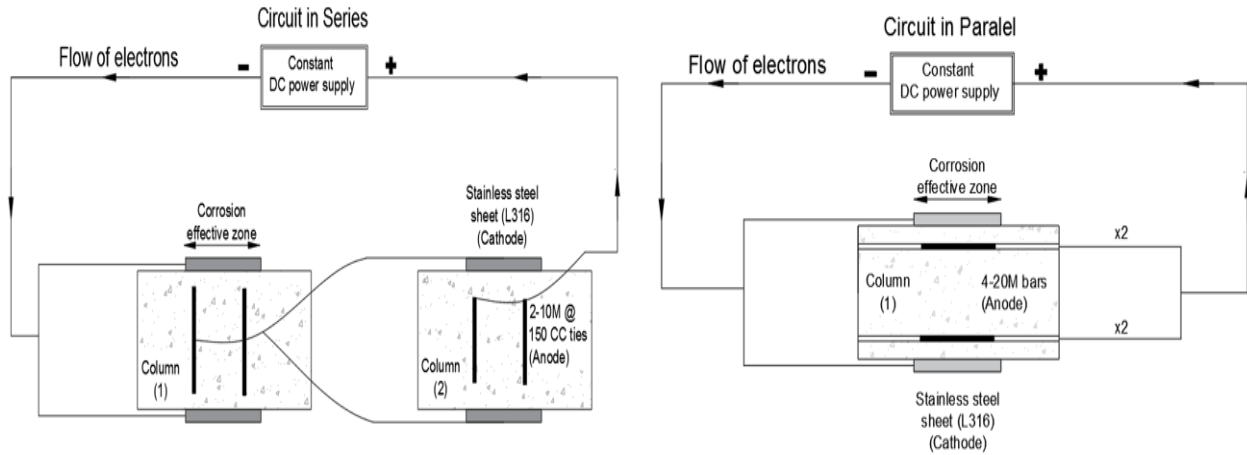 Circuit in Series
Flow of electrons
-
Constant
DC power supply
+
Corrosion
effective zone
Stainless steel
sheet (L316)
(Cathode)
Column
(1)
Column
(2)
2-10M @
150 CC ties
(Anode)
Circuit in Paralel
Flow of electrons
-
Constant
DC power supply
+
Corrosion
effective zone
x2
Column
(1)
4-20M bars
(Anode)
x2
Stainless steel
sheet (L316)
(Cathode)